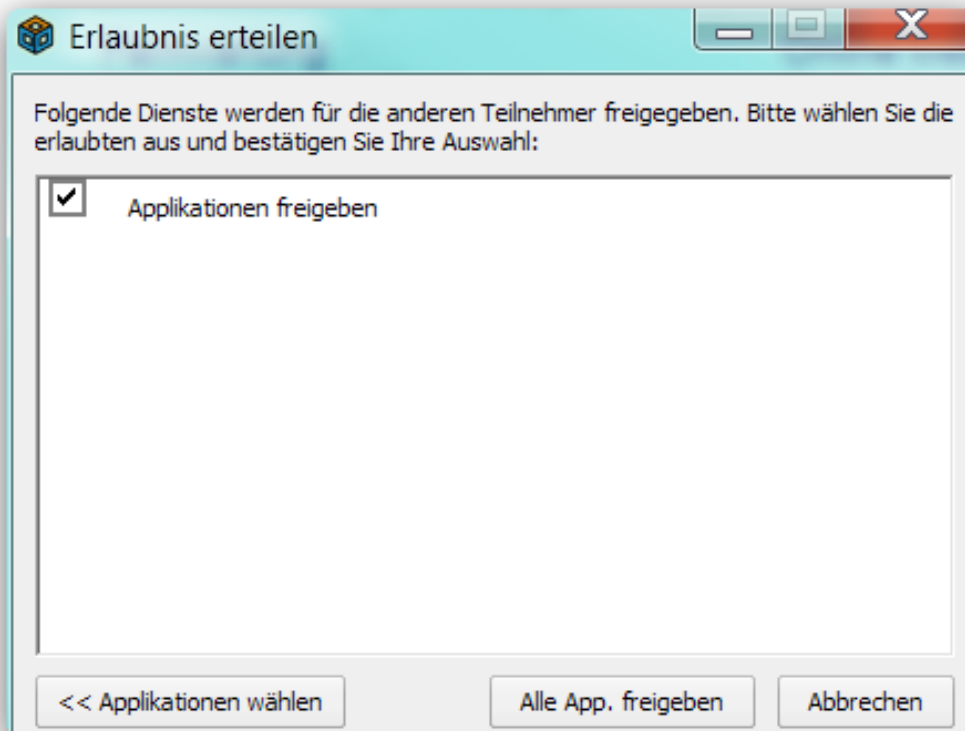 Erlaubnis erteilen
Folgende Dienste werden für die anderen Teilnehmer freigegeben. Bitte wählen Sie die
erlaubten aus und bestätigen Sie Ihre Auswahl:
Applikationen freigeben
<< Applikationen wählen
Alle App. freigeben
Abbrechen